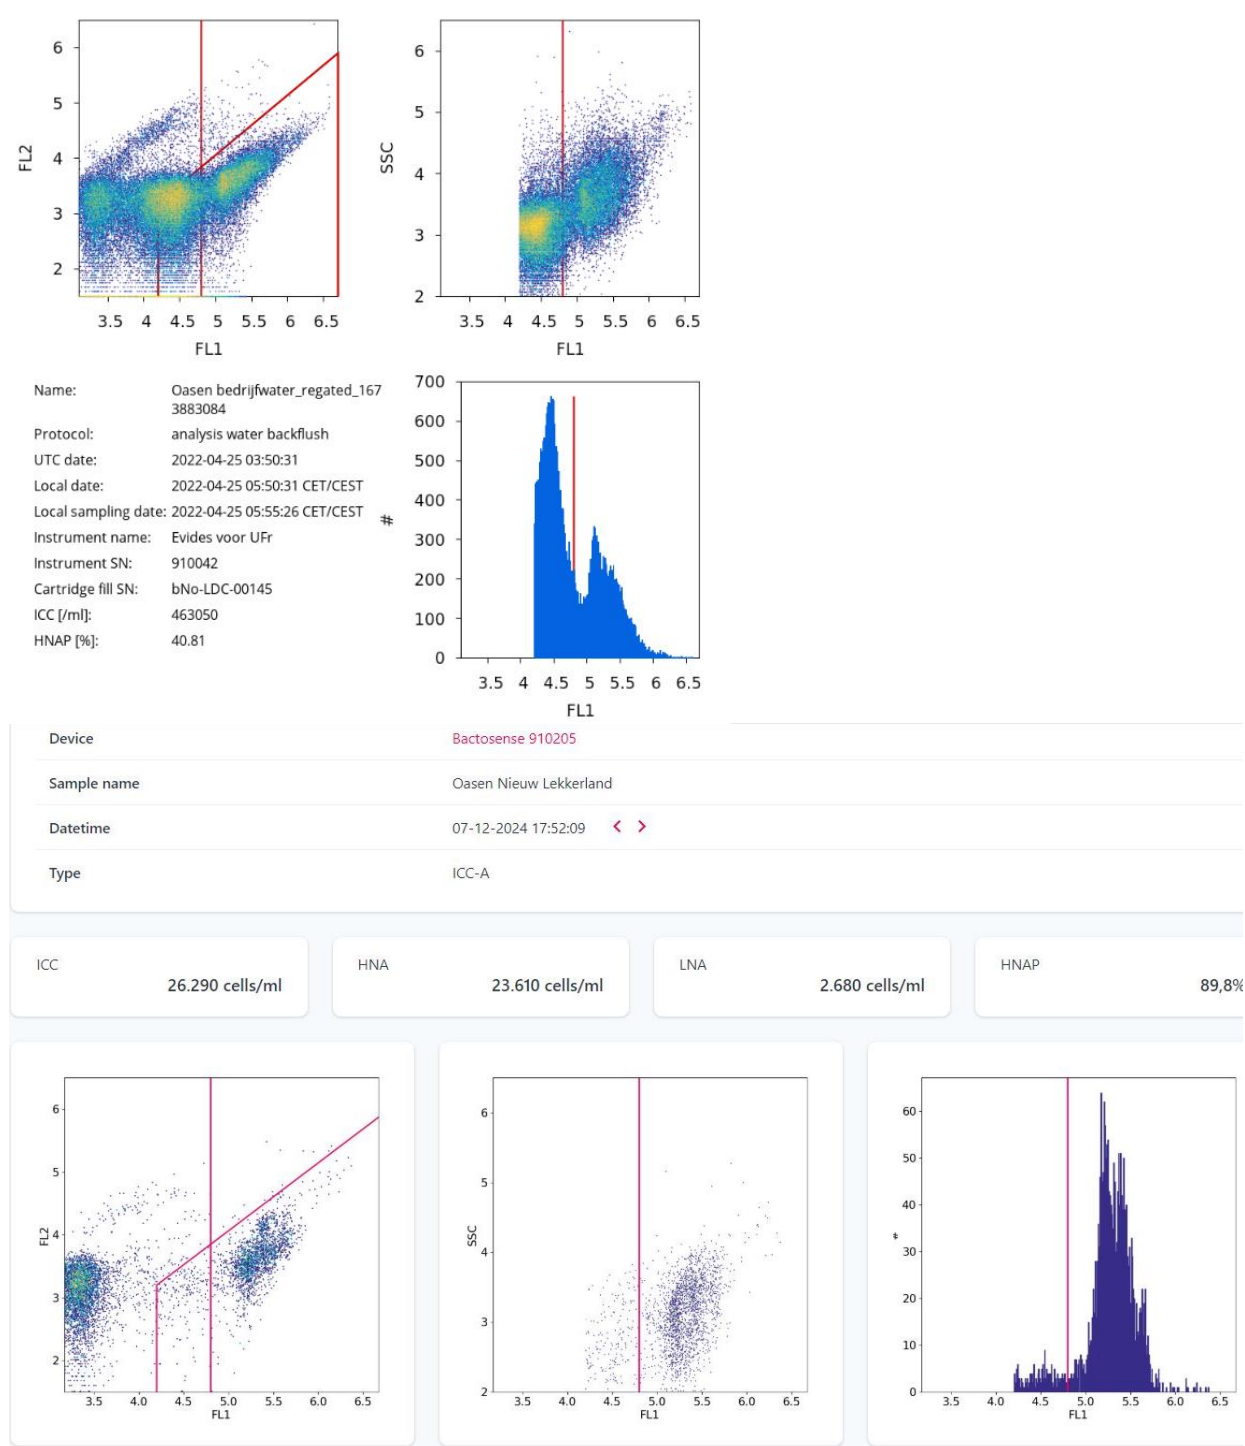 6
5
4
3
2
FL2
3.5 4 4.5 5 5.5 6 6.5
FL1
6
5
4
3
2
SSC
3.5 4 4.5 5 5.5 6 6.5
FL1
Name: Oasen bedrijfwater_regated_167
3883084
Protocol: analysis water backflush
UTC date: 2022-04-25 03:50:31
Local date: 2022-04-25 05:50:31 CET/CEST
Local sampling date: 2022-04-25 05:55:26 CET/CEST
Instrument name: Evides voor UFr
Instrument SN: 910042
Cartridge fill SN: bNo-LDC-00145
ICC [/ml]: 463050
HNAP [%]: 40.81
700
600
500
400
300
200
100
0
#
3.5 4 4.5 5 5.5 6 6.5
FL1
Device Bactosense 910205
Sample name Oasen Nieuw Lekkerland
Datetime 07-12-2024 17:52:09 < >
Type ICC-A
ICC
26.290 cells/ml
HNA
23.610 cells/ml
LNA
2.680 cells/ml
HNAP
89,8%
6
5
4
3
2
FL2
3.5 4.0 4.5 5.0 5.5 6.0 6.5
FL1
6
5
4
3
2
SSC
3.5 4.0 4.5 5.0 5.5 6.0 6.5
FL1
60
50
40
30
20
10
0
#
3.5 4.0 4.5 5.0 5.5 6.0 6.5
FL1